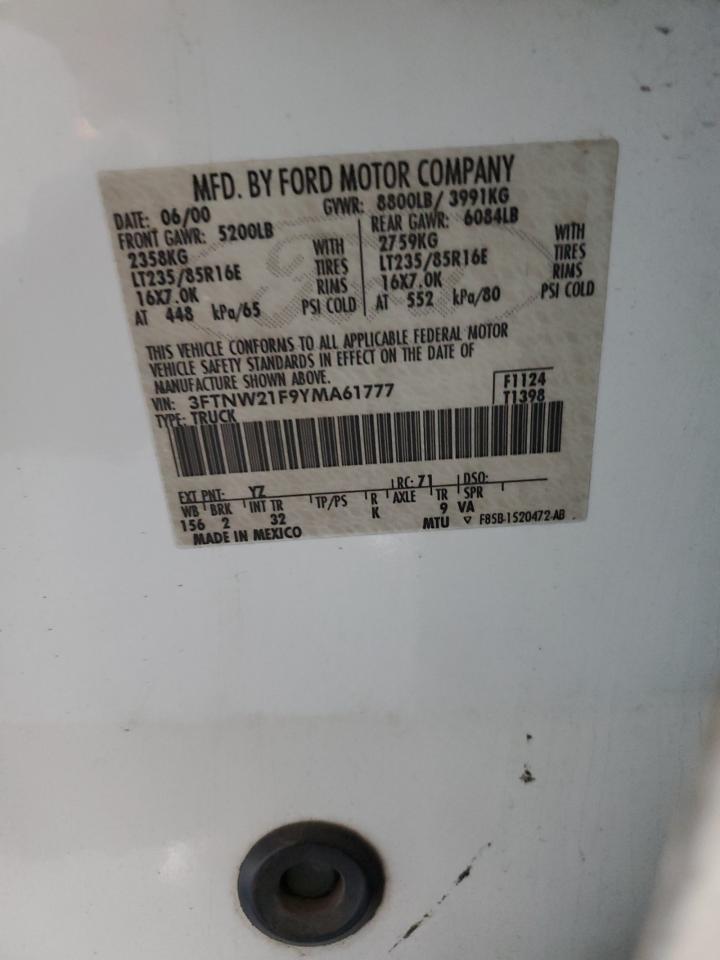 MFD. BY FORD MOTOR COMPANY
DATE: 06/00 GVWR: 8800LB/ 3991KG
FRONT GAWR: 5200LB REAR GAWR: 6084LB
2358KG WITH 2759KG WITH
LT235/85R16E TIRES LT235/85R16E TIRES
16X7.0K RIMS 16X7.0K RIMS
AT 448 kPa/65 PSI COLD AT 552 kPa/80 PSI COLD
THIS VEHICLE CONFORMS TO ALL APPLICABLE FEDERAL MOTOR
VEHICLE SAFETY STANDARDS IN EFFECT ON THE DATE OF
MANUFACTURE SHOWN ABOVE.
VIN: 3FTNW21F9YMA61777 F1124
TYPE: TRUCK T1398
EXT PNT: YZ RC: 71 DSO:
WB BRK INT TR TP/PS R AXLE TR SPR
156 2 32 K 9 VA
MADE IN MEXICO MTU ▽ F85B-1520472-AB